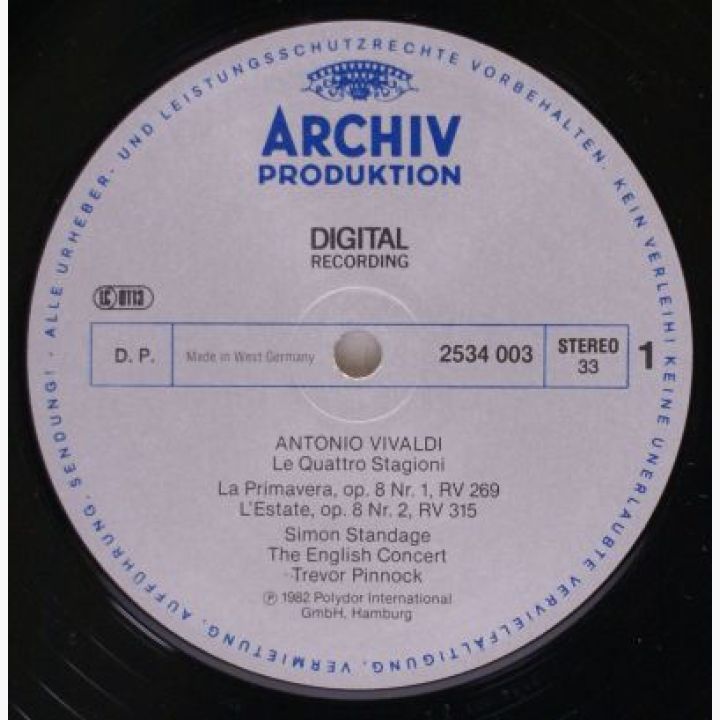 ALLE URHEBER- UND LEISTUNGSSCHUTZRECHTE VORBEHALTEN. KEIN VERLEIH! KEINE UNERLAUBTE VERVIELFÄLTIGUNG, VERMIETUNG, AUFFÜHRUNG, SENDUNG! ·
ARCHIV
PRODUKTION
DIGITAL
RECORDING
LC 0113
D. P. Made in West Germany 2534 003 STEREO 33 1
ANTONIO VIVALDI
Le Quattro Stagioni
La Primavera, op. 8 Nr. 1, RV 269
L'Estate, op. 8 Nr. 2, RV 315
Simon Standage
The English Concert
Trevor Pinnock
℗ 1982 Polydor International
GmbH, Hamburg